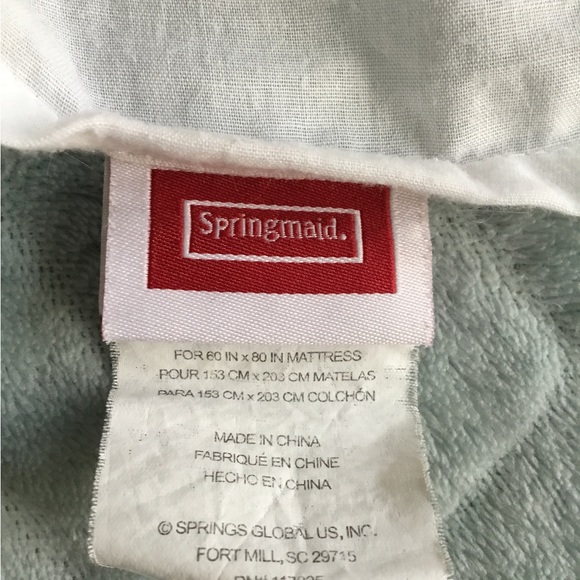 Springmaid.
FOR 60 IN x 80 IN MATTRESS
POUR 153 CM x 203 CM MATELAS
PARA 153 CM x 203 CM COLCHÓN
MADE IN CHINA
FABRIQUÉ EN CHINE
HECHO EN CHINA
© SPRINGS GLOBAL US, INC.
FORT MILL, SC 29715